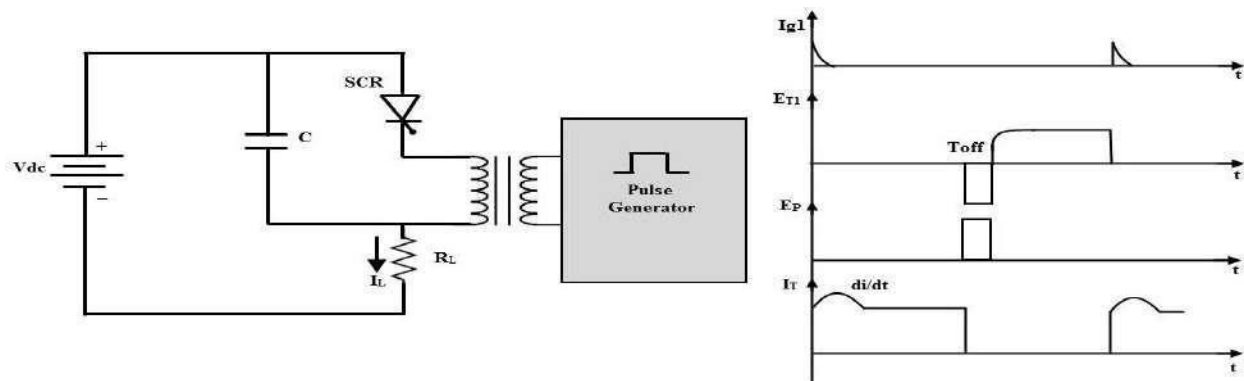 SCR
C
Vdc
+
−
Pulse
Generator
RL
IL
Ig1
t
ET1
Toff
t
EP
t
IT
di/dt
t